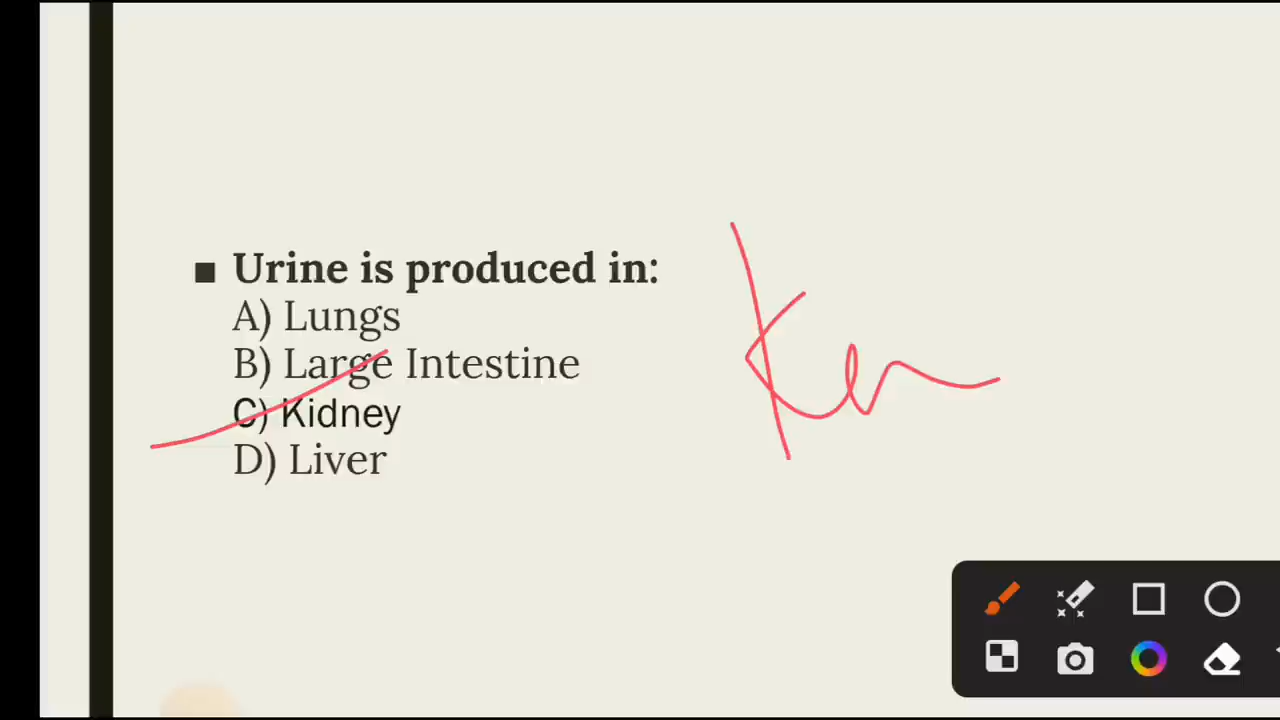 Urine is produced in:
A) Lungs
B) Large Intestine
C) Kidney
D) Liver